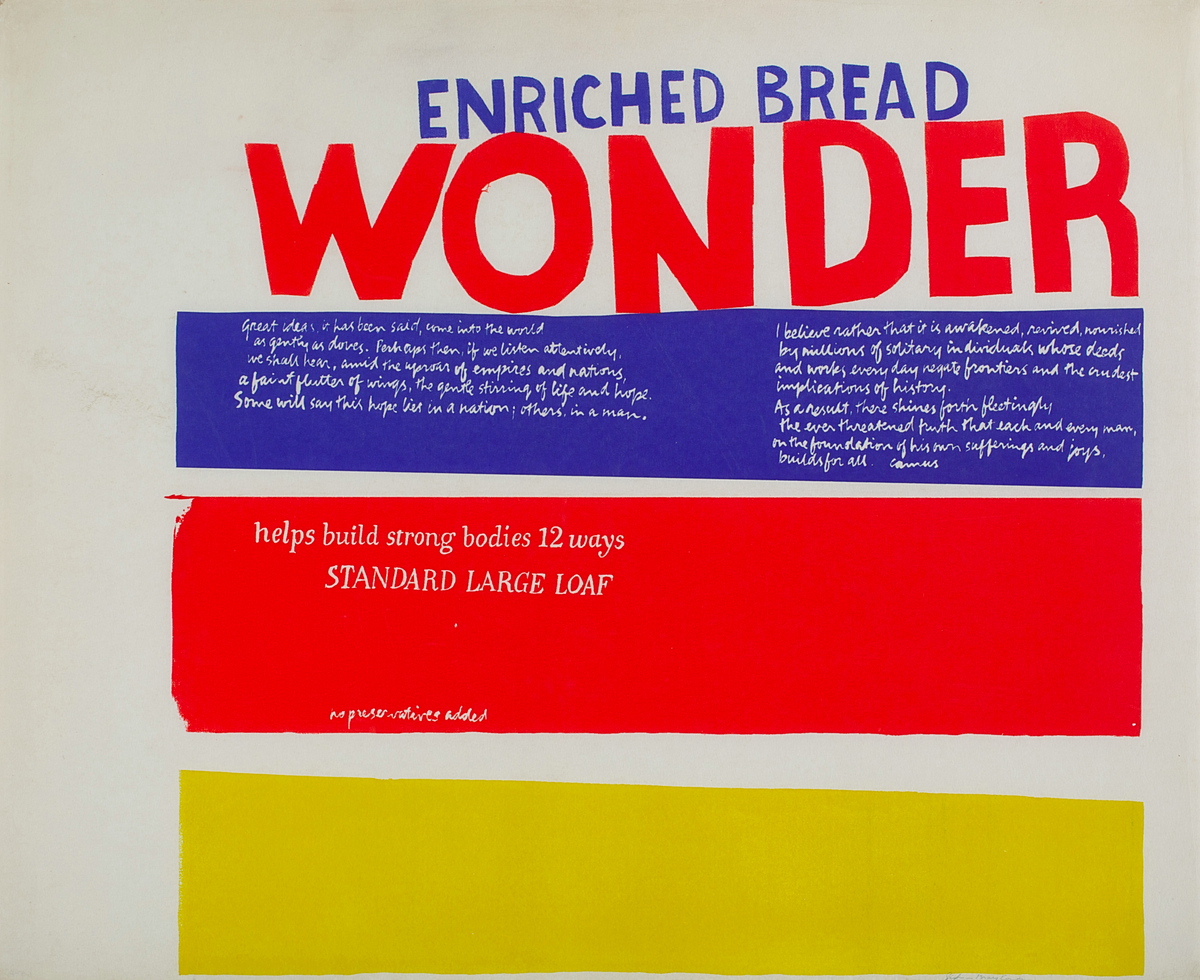 ENRICHED BREAD
WONDER
Great ideas, it has been said, come into the world
as gently as doves. Perhaps then, if we listen attentively,
we shall hear, amid the uproar of empires and nations,
a faint flutter of wings, the gentle stirring of life and hope.
Some will say this hope lies in a nation; others in a man.
I believe rather that it is awakened, revived, nourished
by millions of solitary individuals whose deeds
and works every day negate frontiers and the crudest
implications of history.
As a result, there shines forth fleetingly
the ever threatened truth that each and every man,
on the foundation of his own sufferings and joys,
builds for all. camus
helps build strong bodies 12 ways
STANDARD LARGE LOAF
no preservatives added